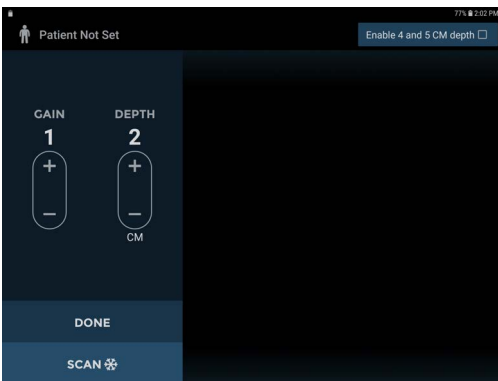 77% 2:02 PM
Patient Not Set
Enable 4 and 5 CM depth
GAIN DEPTH
1 2
+ +
− −
CM
DONE
SCAN